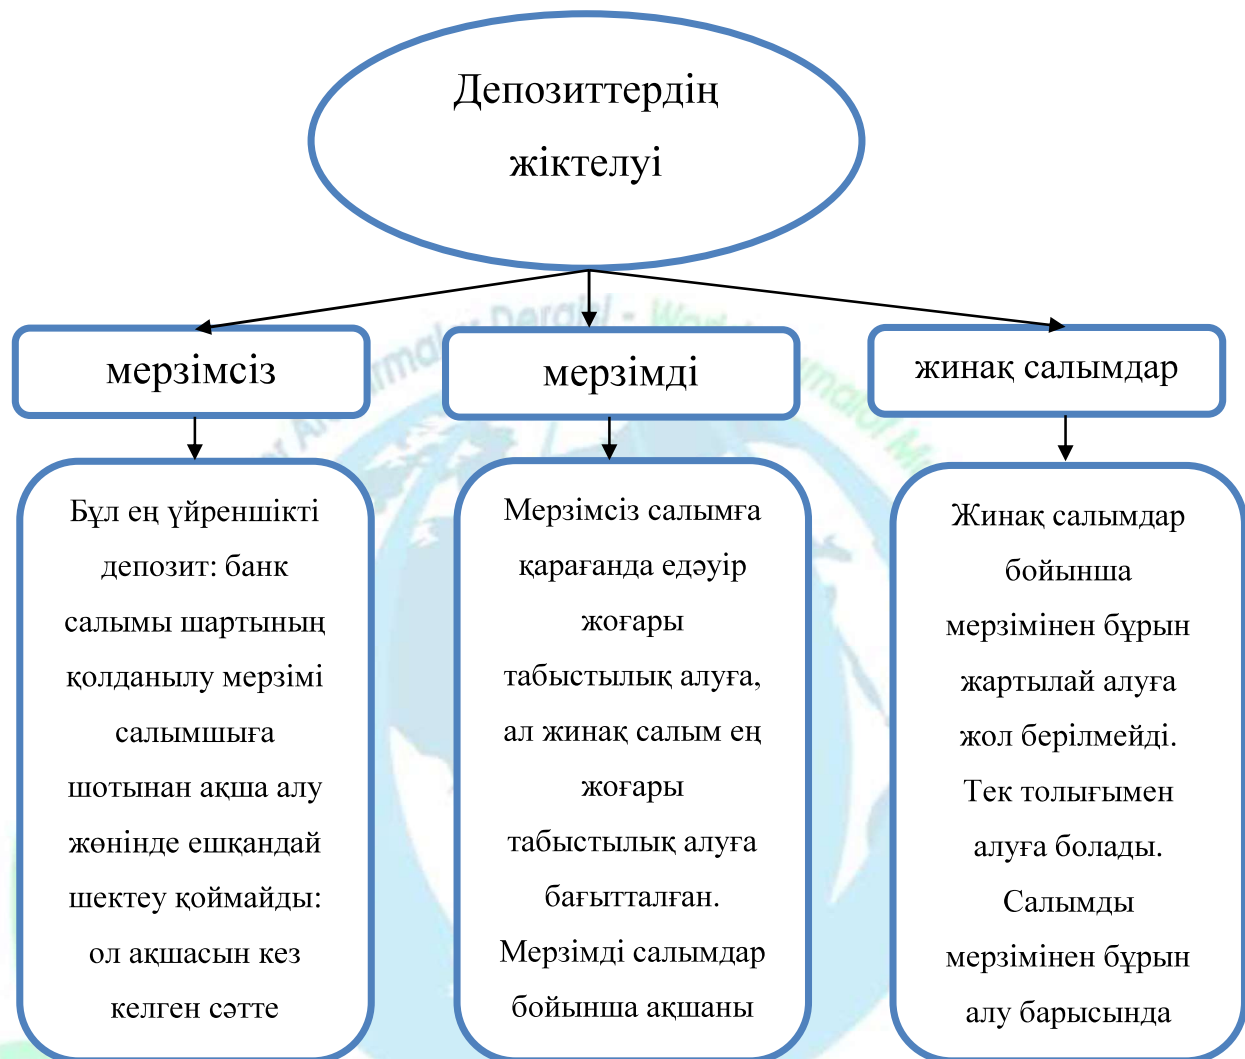 Депозиттердің
жіктелуі
мерзімсіз
мерзімді
жинақ салымдар
Бұл ең үйреншікті
депозит: банк
салымы шартының
қолданылу мерзімі
салымшыға
шотынан ақша алу
жөнінде ешқандай
шектеу қоймайды:
ол ақшасын кез
келген сәтте
Мерзімсіз салымға
қарағанда едәуір
жоғары
табыстылық алуға,
ал жинақ салым ең
жоғары
табыстылық алуға
бағытталған.
Мерзімді салымдар
бойынша ақшаны
Жинақ салымдар
бойынша
мерзімінен бұрын
жартылай алуға
жол берілмейді.
Тек толығымен
алуға болады.
Салымды
мерзімінен бұрын
алу барысында